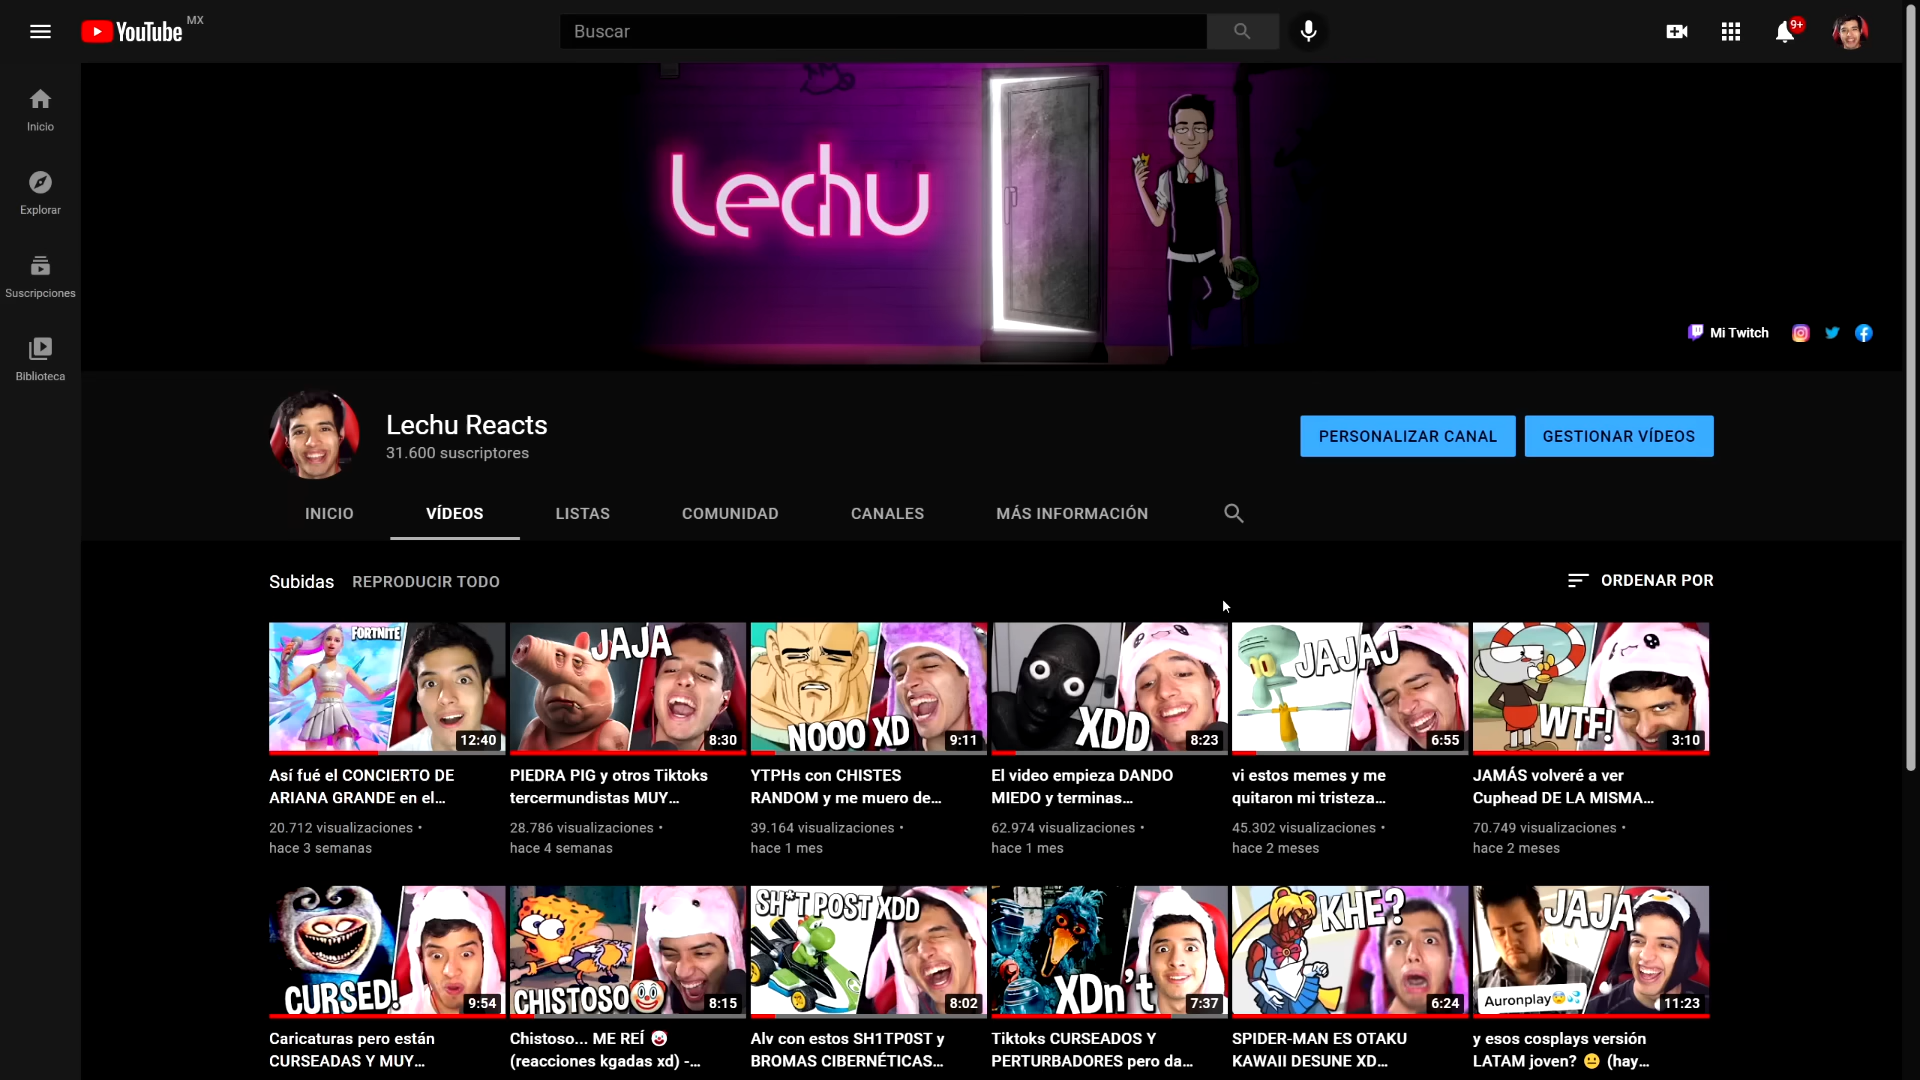 YouTube MX
Buscar
9+
Inicio
Explorar
Suscripciones
Biblioteca
Lechu
Mi Twitch
Lechu Reacts
31.600 suscriptores
PERSONALIZAR CANAL
GESTIONAR VÍDEOS
INICIO
VÍDEOS
LISTAS
COMUNIDAD
CANALES
MÁS INFORMACIÓN
Subidas
REPRODUCIR TODO
ORDENAR POR
FORTNITE
12:40
Así fué el CONCIERTO DE
ARIANA GRANDE en el...
20.712 visualizaciones •
hace 3 semanas
JAJA
8:30
PIEDRA PIG y otros Tiktoks
tercermundistas MUY...
28.786 visualizaciones •
hace 4 semanas
NOOO XD
9:11
YTPHs con CHISTES
RANDOM y me muero de...
39.164 visualizaciones •
hace 1 mes
XDD
8:23
El video empieza DANDO
MIEDO y terminas...
62.974 visualizaciones •
hace 1 mes
JAJAJ
6:55
vi estos memes y me
quitaron mi tristeza...
45.302 visualizaciones •
hace 2 meses
WTF!
3:10
JAMÁS volveré a ver
Cuphead DE LA MISMA...
70.749 visualizaciones •
hace 2 meses
CURSED!
9:54
Caricaturas pero están
CURSEADAS Y MUY...
CHISTOSO🤡
8:15
Chistoso... ME REÍ 🤡
(reacciones kgadas xd) -...
SH*T POST XDD
8:02
Alv con estos SH1TP0ST y
BROMAS CIBERNÉTICAS...
XDn't
7:37
Tiktoks CURSEADOS Y
PERTURBADORES pero da...
KHE?
6:24
SPIDER-MAN ES OTAKU
KAWAII DESUNE XD...
JAJA
Auronplay😨💦
11:23
y esos cosplays versión
LATAM joven? 😐 (hay...